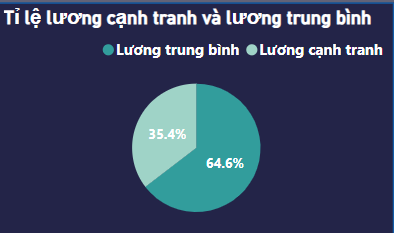 Tỉ lệ lương cạnh tranh và lương trung bình
Lương trung bình Lương cạnh tranh
35.4%
64.6%